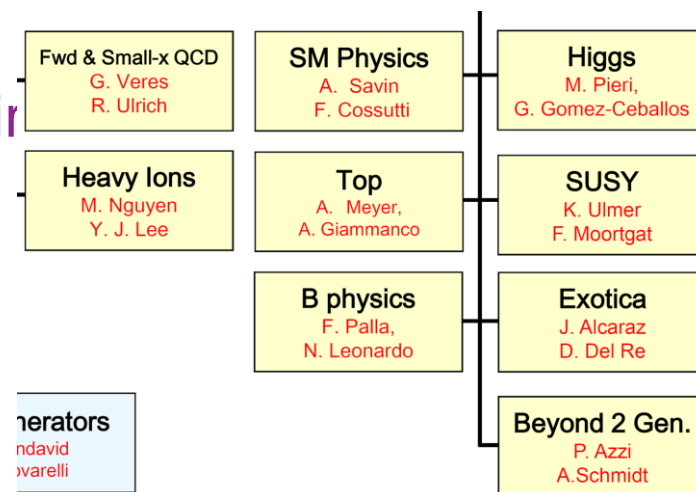 Fwd & Small-x QCD
G. Veres
R. Ulrich
SM Physics
A. Savin
F. Cossutti
Higgs
M. Pieri,
G. Gomez-Ceballos
Heavy Ions
M. Nguyen
Y. J. Lee
Top
A. Meyer,
A. Giammanco
SUSY
K. Ulmer
F. Moortgat
B physics
F. Palla,
N. Leonardo
Exotica
J. Alcaraz
D. Del Re
Beyond 2 Gen.
P. Azzi
A.Schmidt